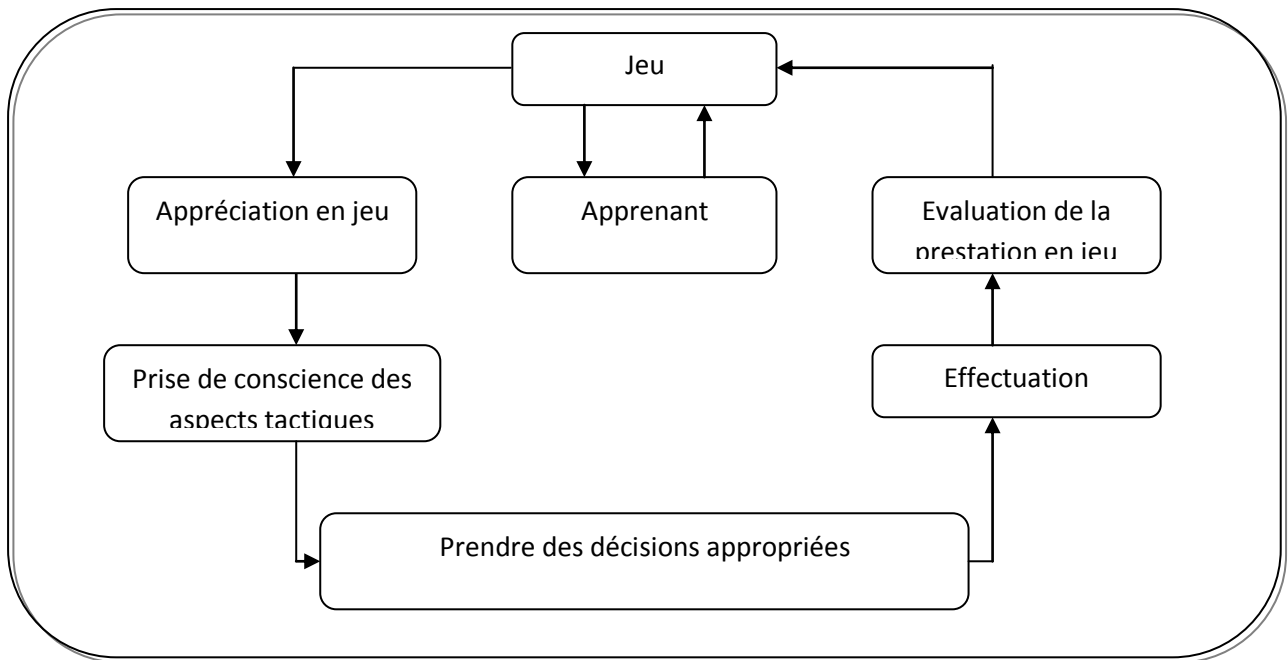 Jeu
Appréciation en jeu
Apprenant
Evaluation de la
prestation en jeu
Prise de conscience des
aspects tactiques
Effectuation
Prendre des décisions appropriées